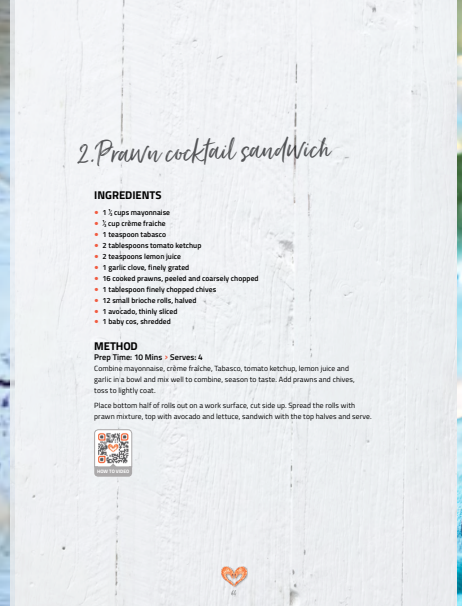 2. Prawn cocktail sandwich
INGREDIENTS
• 1 ½ cups mayonnaise
• ½ cup crème fraiche
• 1 teaspoon tabasco
• 2 tablespoons tomato ketchup
• 2 teaspoons lemon juice
• 1 garlic clove, finely grated
• 16 cooked prawns, peeled and coarsely chopped
• 1 tablespoon finely chopped chives
• 12 small brioche rolls, halved
• 1 avocado, thinly sliced
• 1 baby cos, shredded
METHOD
Prep Time: 10 Mins > Serves: 4
Combine mayonnaise, crème fraîche, Tabasco, tomato ketchup, lemon juice and
garlic in a bowl and mix well to combine, season to taste. Add prawns and chives,
toss to lightly coat.
Place bottom half of rolls out on a work surface, cut side up. Spread the rolls with
prawn mixture, top with avocado and lettuce, sandwich with the top halves and serve.
HOW TO VIDEO